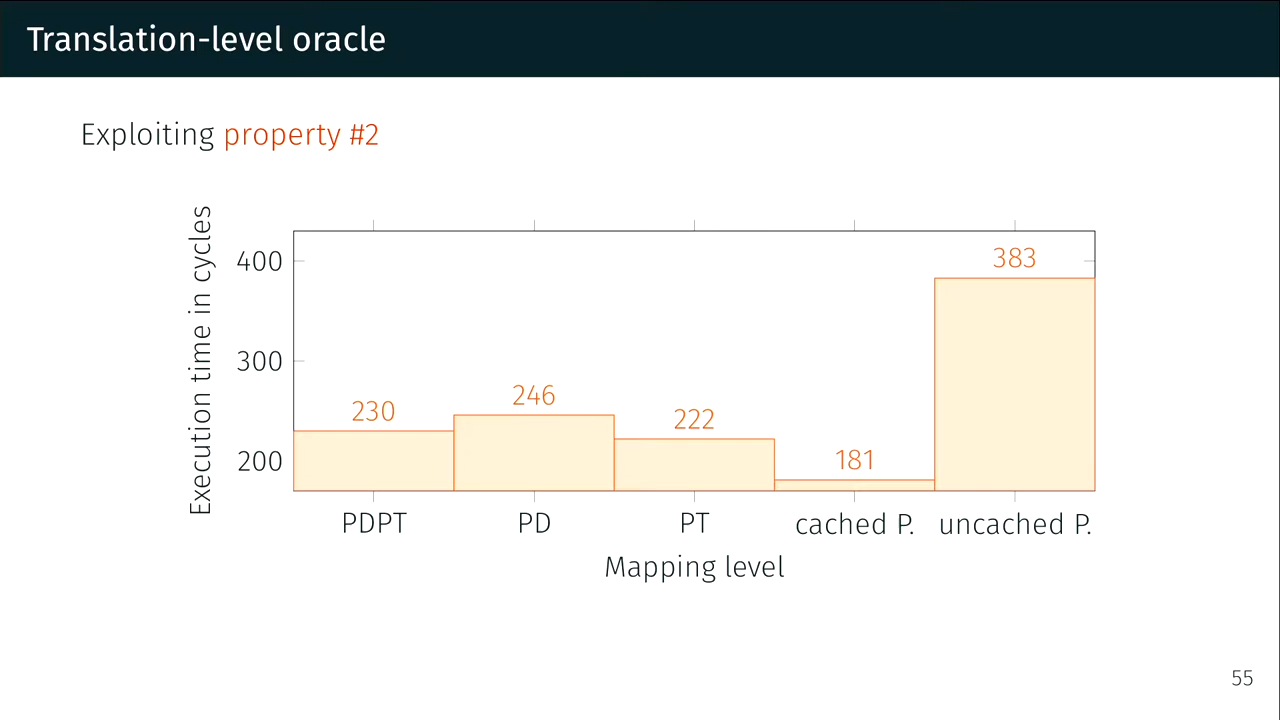 Translation-level oracle
Exploiting property #2
Execution time in cycles
400
300
200
230
246
222
181
383
PDPT PD PT cached P. uncached P.
Mapping level
55